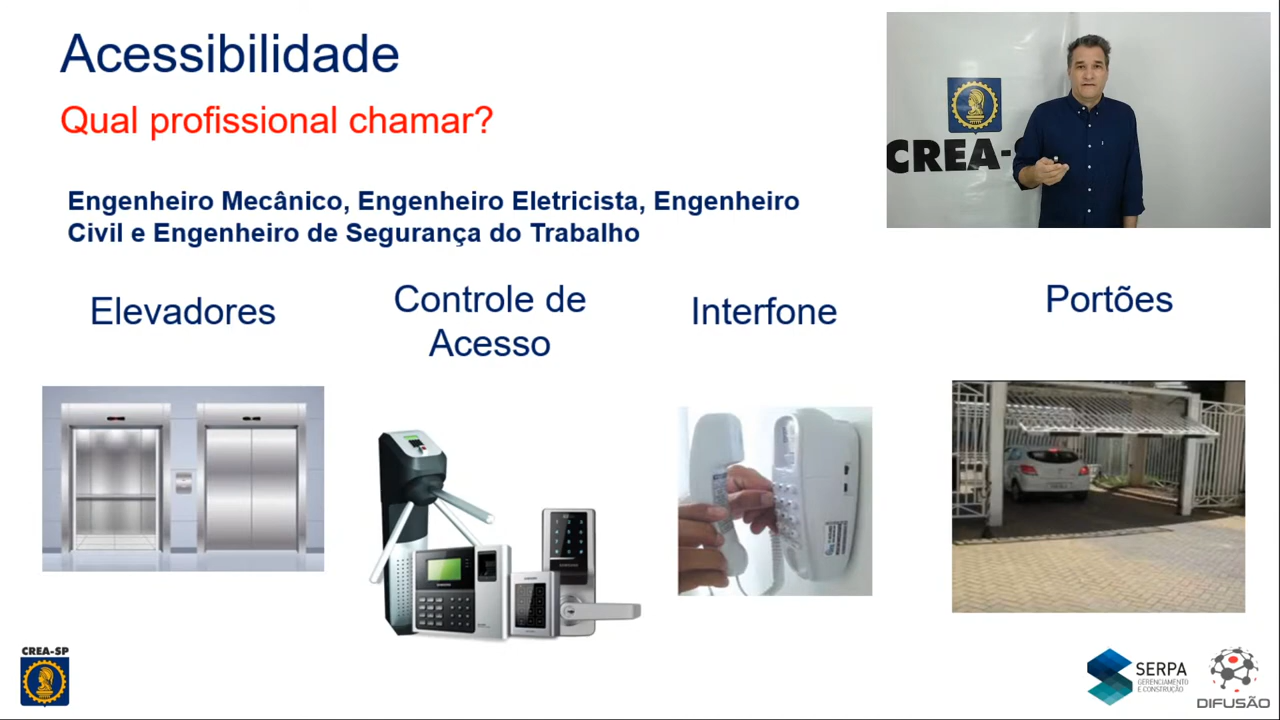 Acessibilidade
Qual profissional chamar?
CREA-S
Engenheiro Mecânico, Engenheiro Eletricista, Engenheiro
Civil e Engenheiro de Segurança do Trabalho
Elevadores
Controle de
Acesso
Interfone
Portões
CREA-SP
SERPA
GERENCIAMENTO
E CONSTRUÇÃO
DIFUSÃO